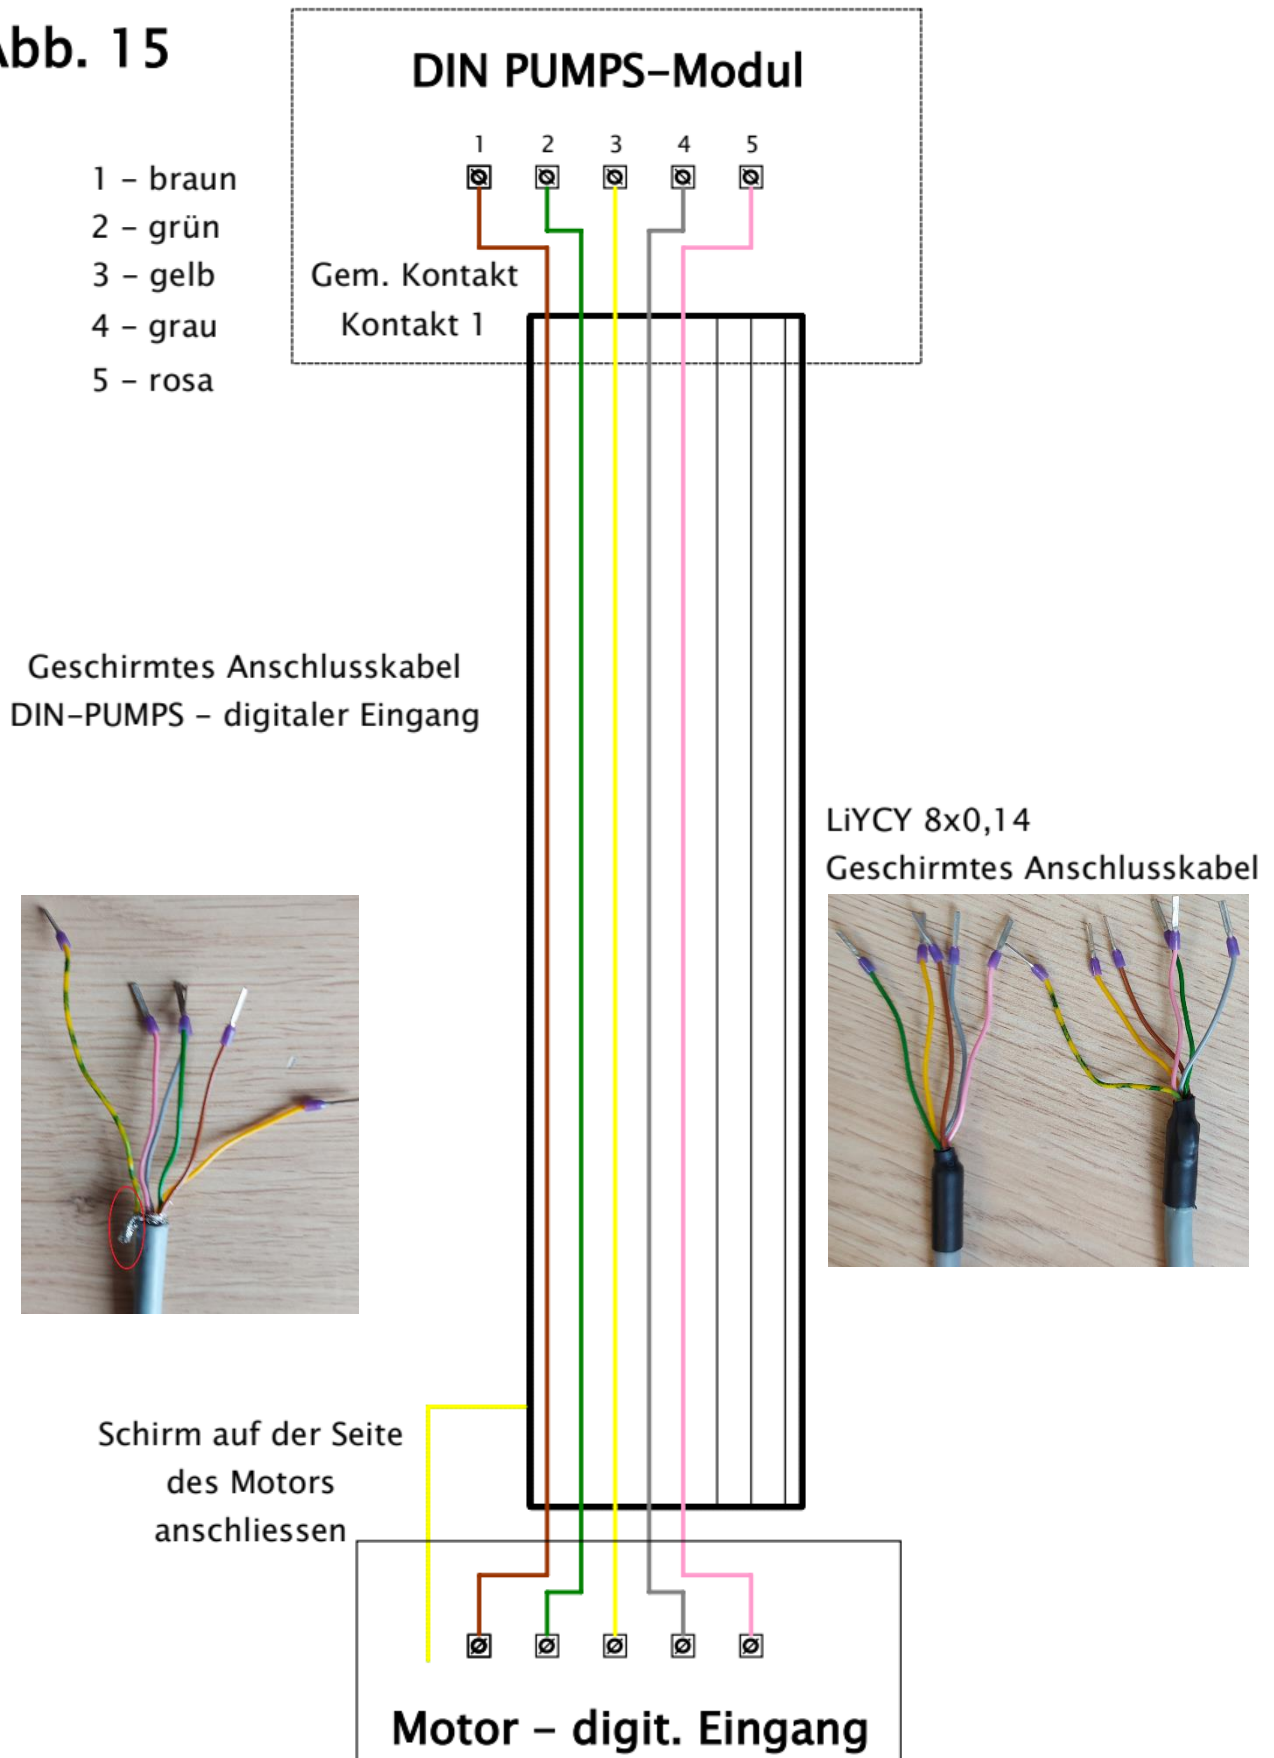 Abb. 15
DIN PUMPS-Modul
1 2 3 4 5
1 - braun
2 - grün
3 - gelb
4 - grau
5 - rosa
Gem. Kontakt
Kontakt 1
Geschirmtes Anschlusskabel
DIN-PUMPS - digitaler Eingang
LiYCY 8x0,14
Geschirmtes Anschlusskabel
Schirm auf der Seite
des Motors
anschliessen
Motor - digit. Eingang